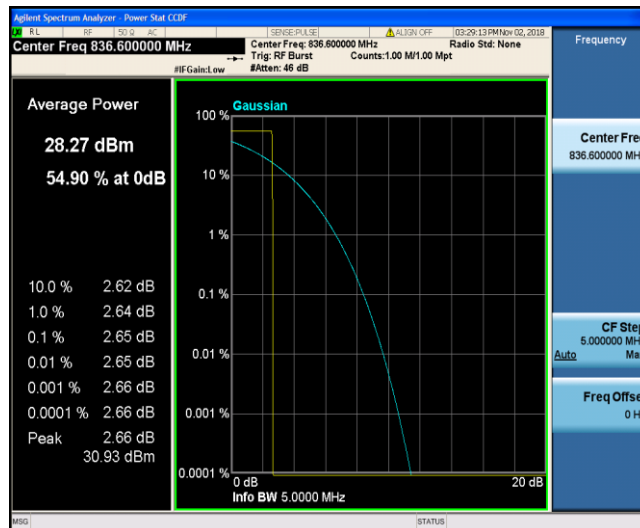 Agilent Spectrum Analyzer - Power Stat CCDF
RL RF 50 Ω AC SENSE:PULSE ALIGN OFF 03:29:13 PM Nov 02, 2018
Center Freq 836.600000 MHz
Center Freq: 836.600000 MHz Radio Std: None
Trig: RF Burst Counts:1.00 M/1.00 Mpt
#IFGain:Low #Atten: 46 dB
Frequency
Average Power
28.27 dBm
54.90 % at 0dB
10.0 % 2.62 dB
1.0 % 2.64 dB
0.1 % 2.65 dB
0.01 % 2.65 dB
0.001 % 2.66 dB
0.0001 % 2.66 dB
Peak 2.66 dB
30.93 dBm
Gaussian
100 %
10 %
1 %
0.1 %
0.01 %
0.001 %
0.0001 %
0 dB 20 dB
Info BW 5.0000 MHz
Center Fre
836.600000 MH
CF Step
5.000000 MH
Auto Ma
Freq Offse
0 H
MSG STATUS